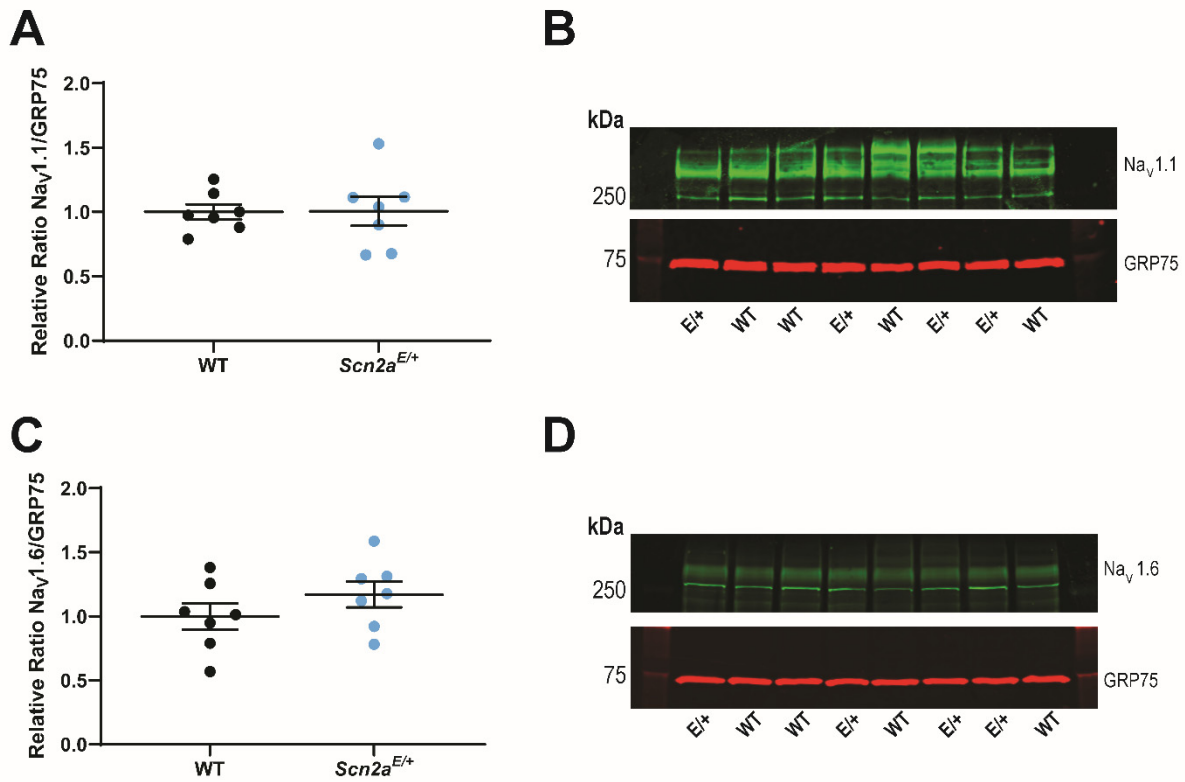 A
Relative Ratio NaV1.1/GRP75
2.0
1.5
1.0
0.5
0.0
WT
Scn2aE/+
B
kDa
250
NaV1.1
75
GRP75
E/+ WT WT E/+ WT E/+ E/+ WT
C
Relative Ratio NaV1.6/GRP75
2.0
1.5
1.0
0.5
0.0
WT
Scn2aE/+
D
kDa
250
NaV1.6
75
GRP75
E/+ WT WT E/+ WT E/+ E/+ WT